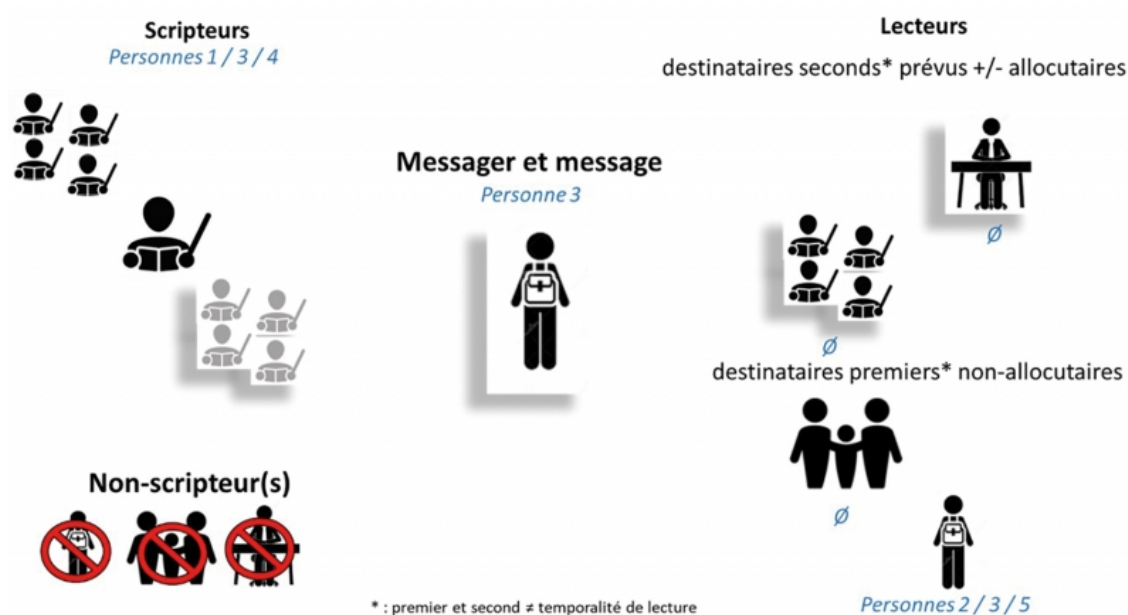 Scripteurs
Personnes 1 / 3 / 4
Lecteurs
destinataires seconds* prévus +/- allocutaires
Messager et message
Personne 3
Ø
Ø
destinataires premiers* non-allocutaires
Non-scripteur(s)
Ø
* : premier et second ≠ temporalité de lecture
Personnes 2 / 3 / 5